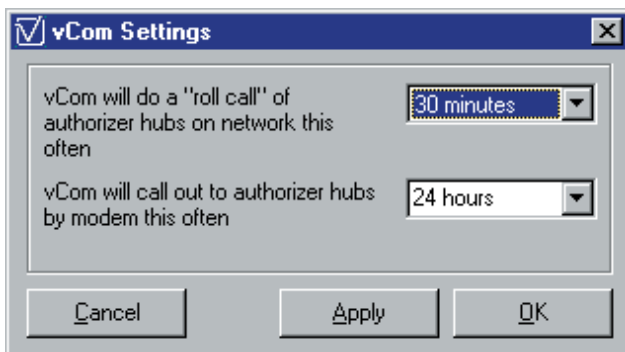 vCom Settings
vCom will do a "roll call" of
authorizer hubs on network this
often
30 minutes
vCom will call out to authorizer hubs
by modem this often
24 hours
Cancel
Apply
OK